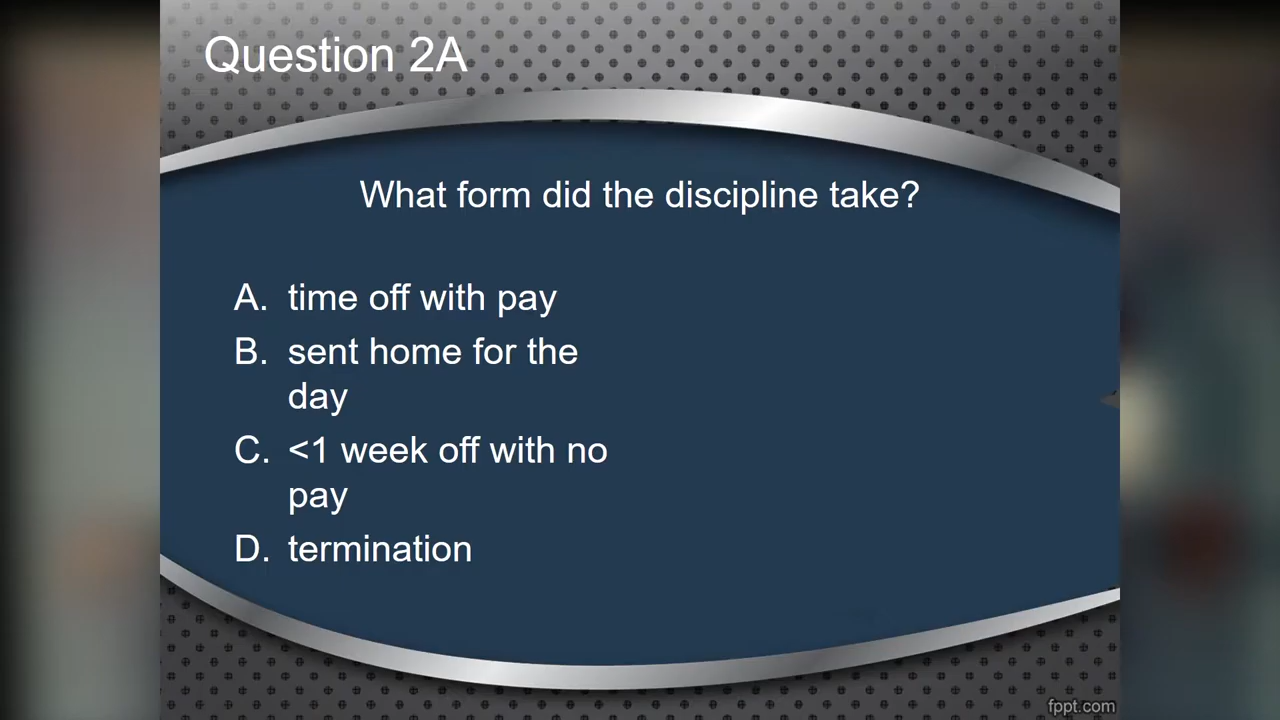 Question 2A
What form did the discipline take?
A. time off with pay
B. sent home for the
day
C. <1 week off with no
pay
D. termination
fppt.com